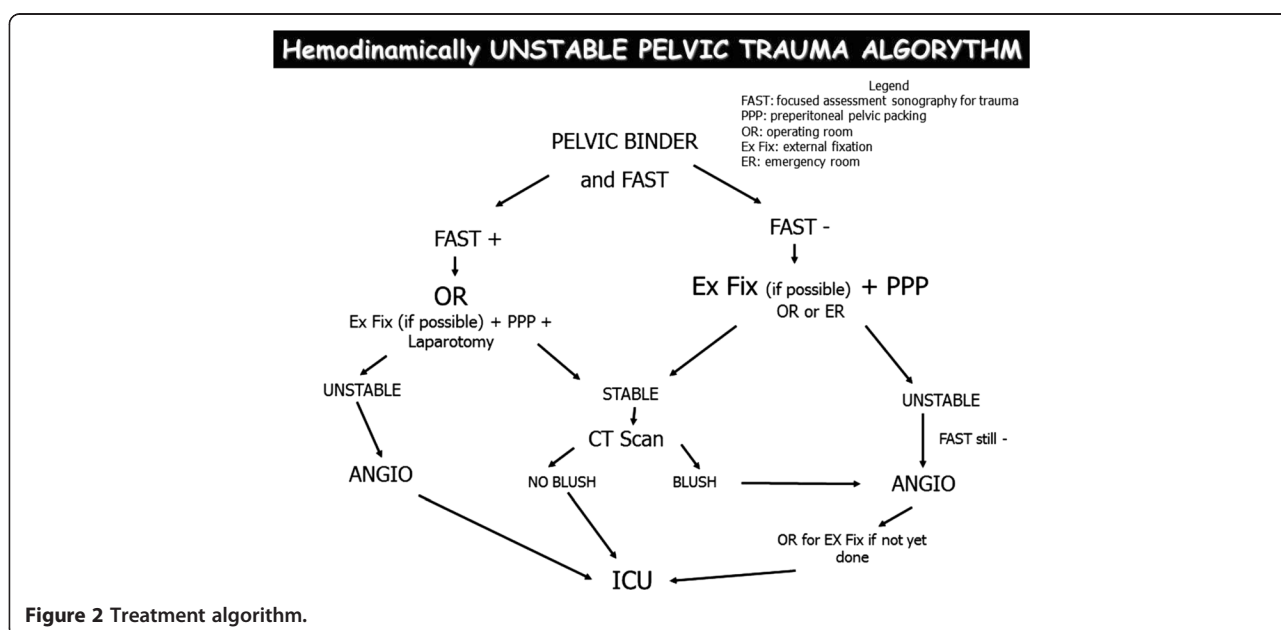 Hemodinamically UNSTABLE PELVIC TRAUMA ALGORYTHM
Legend
FAST: focused assessment sonography for trauma
PPP: preperitoneal pelvic packing
OR: operating room
Ex Fix: external fixation
ER: emergency room
PELVIC BINDER
and FAST
FAST +
FAST -
OR
Ex Fix (if possible) + PPP +
Laparotomy
Ex Fix (if possible) + PPP
OR or ER
UNSTABLE
STABLE
UNSTABLE
CT Scan
FAST still -
ANGIO
NO BLUSH
BLUSH
ANGIO
OR for EX Fix if not yet
done
ICU
Figure 2 Treatment algorithm.